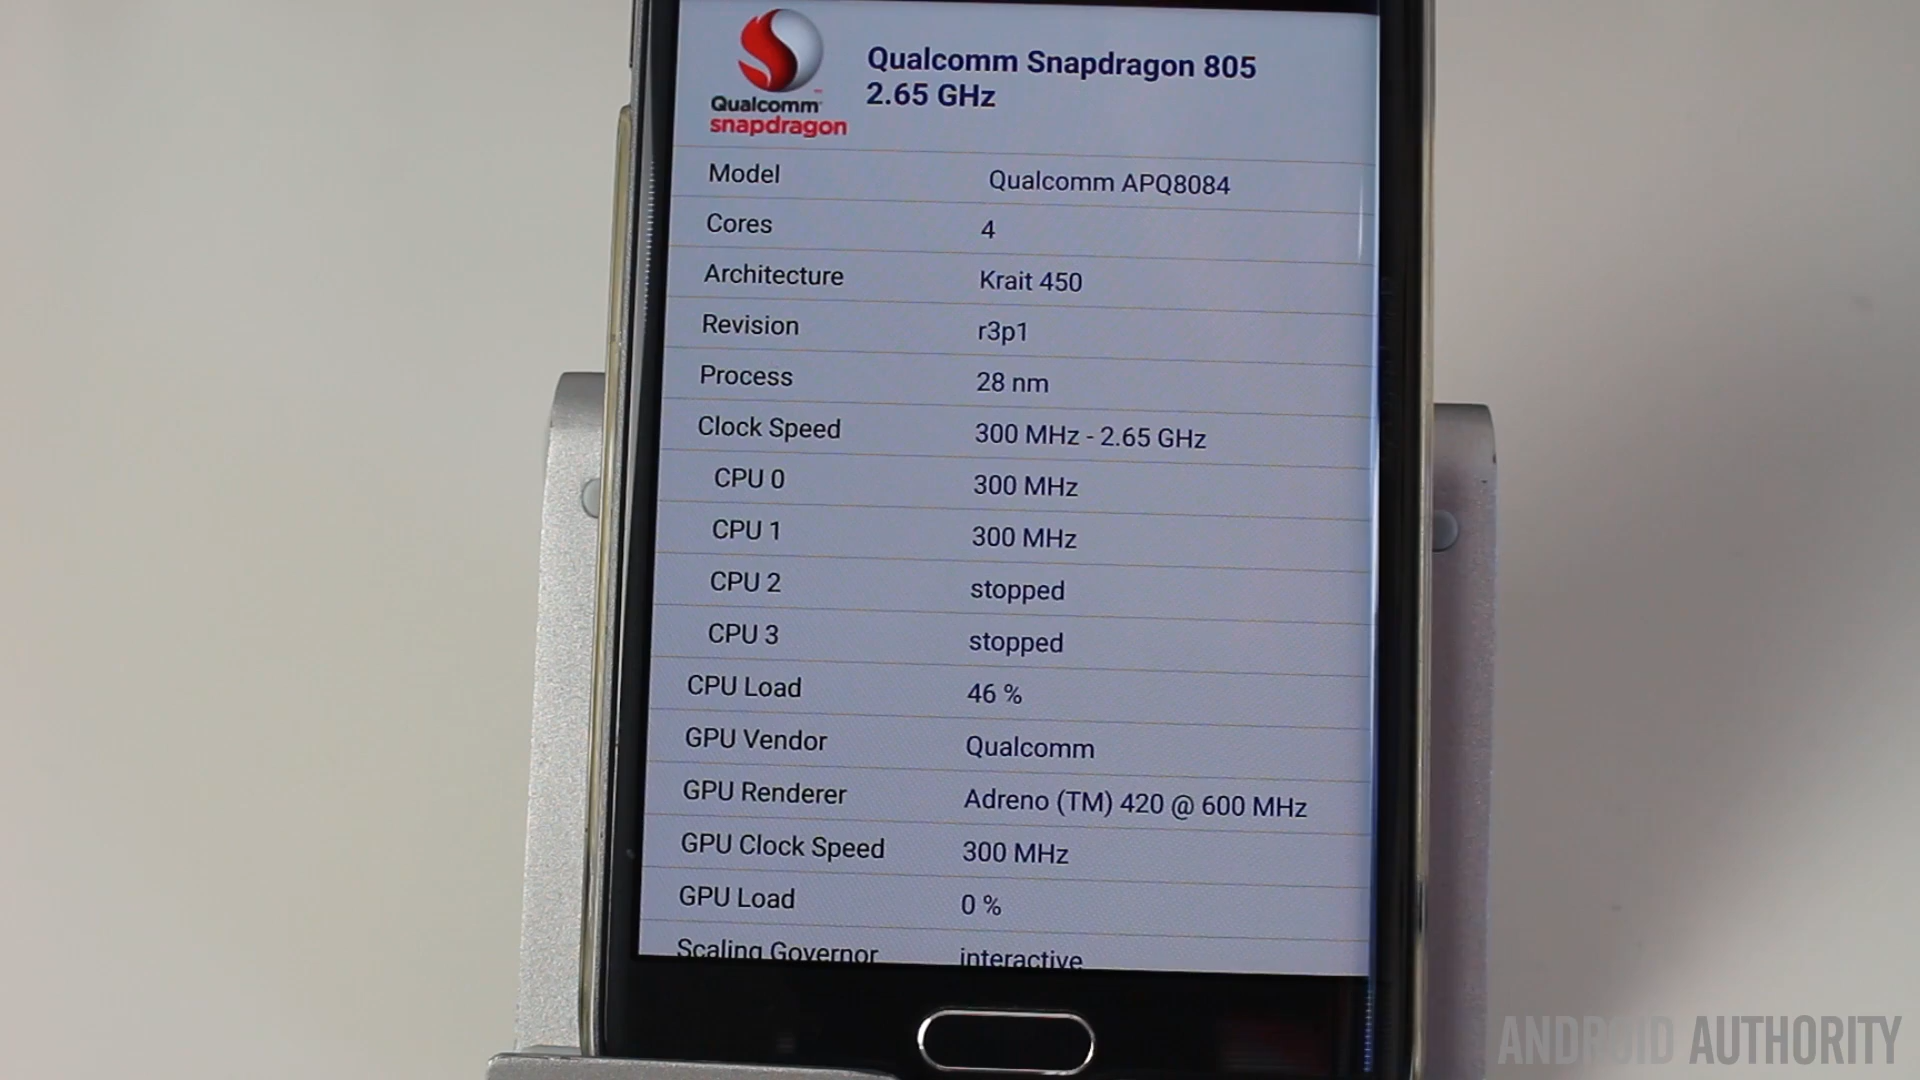 Qualcomm Snapdragon 805
2.65 GHz
Qualcomm
snapdragon
Model Qualcomm APQ8084
Cores 4
Architecture Krait 450
Revision r3p1
Process 28 nm
Clock Speed 300 MHz - 2.65 GHz
CPU 0 300 MHz
CPU 1 300 MHz
CPU 2 stopped
CPU 3 stopped
CPU Load 46 %
GPU Vendor Qualcomm
GPU Renderer Adreno (TM) 420 @ 600 MHz
GPU Clock Speed 300 MHz
GPU Load 0 %
Scaling Governor interactive
ANDROID AUTHORITY